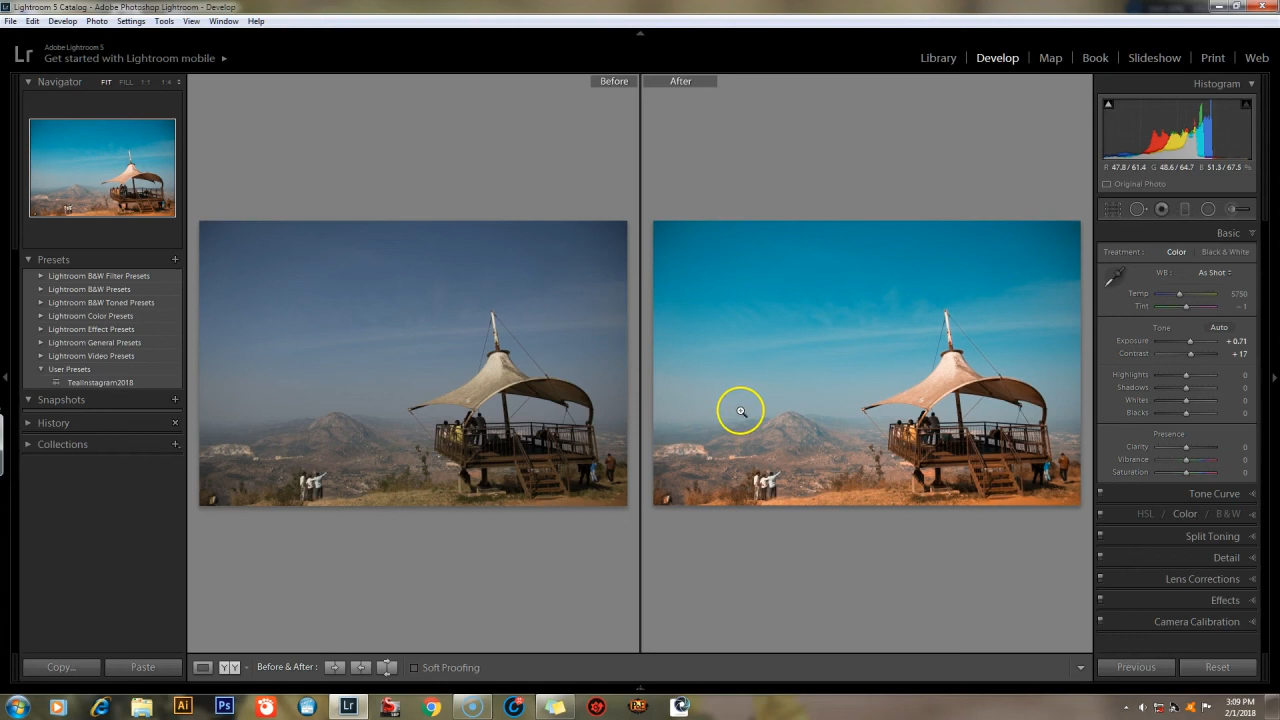 Lightroom 5 Catalog - Adobe Photoshop Lightroom - Develop
File Edit Develop Photo Settings Tools View Window Help
Lr
Adobe Lightroom 5
Get started with Lightroom mobile
Library | Develop | Map | Book | Slideshow | Print | Web
Navigator FIT FILL 1:1 1:4
Before
After
Histogram
R 47.8 / 61.4 G 48.6 / 64.7 B 51.3 / 67.5 %
Original Photo
Basic
Treatment : Color Black & White
WB : As Shot
Temp 5750
Tint - 1
Tone Auto
Exposure + 0.71
Contrast + 17
Highlights 0
Shadows 0
Whites 0
Blacks 0
Presence
Clarity 0
Vibrance 0
Saturation 0
Tone Curve
HSL / Color / B & W
Split Toning
Detail
Lens Corrections
Effects
Camera Calibration
Presets
Lightroom B&W Filter Presets
Lightroom B&W Presets
Lightroom B&W Toned Presets
Lightroom Color Presets
Lightroom Effect Presets
Lightroom General Presets
Lightroom Video Presets
User Presets
TealInstagram2018
Snapshots
History
Collections
Copy... Paste
YY Before & After : Soft Proofing
Previous Reset
Ai Ps Lr
3:09 PM
2/1/2018